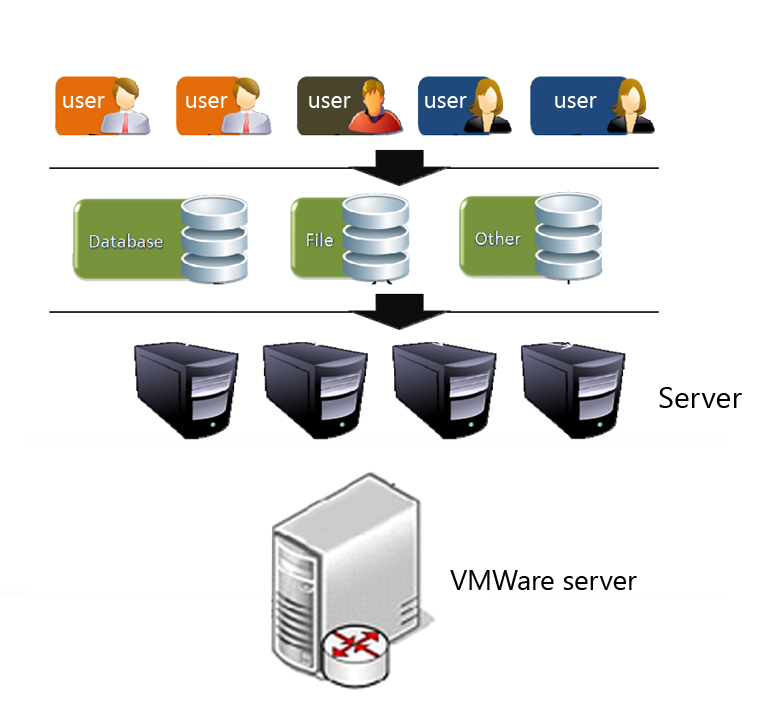 user
user
user
user
user
Database
File
Other
Server
VMWare server